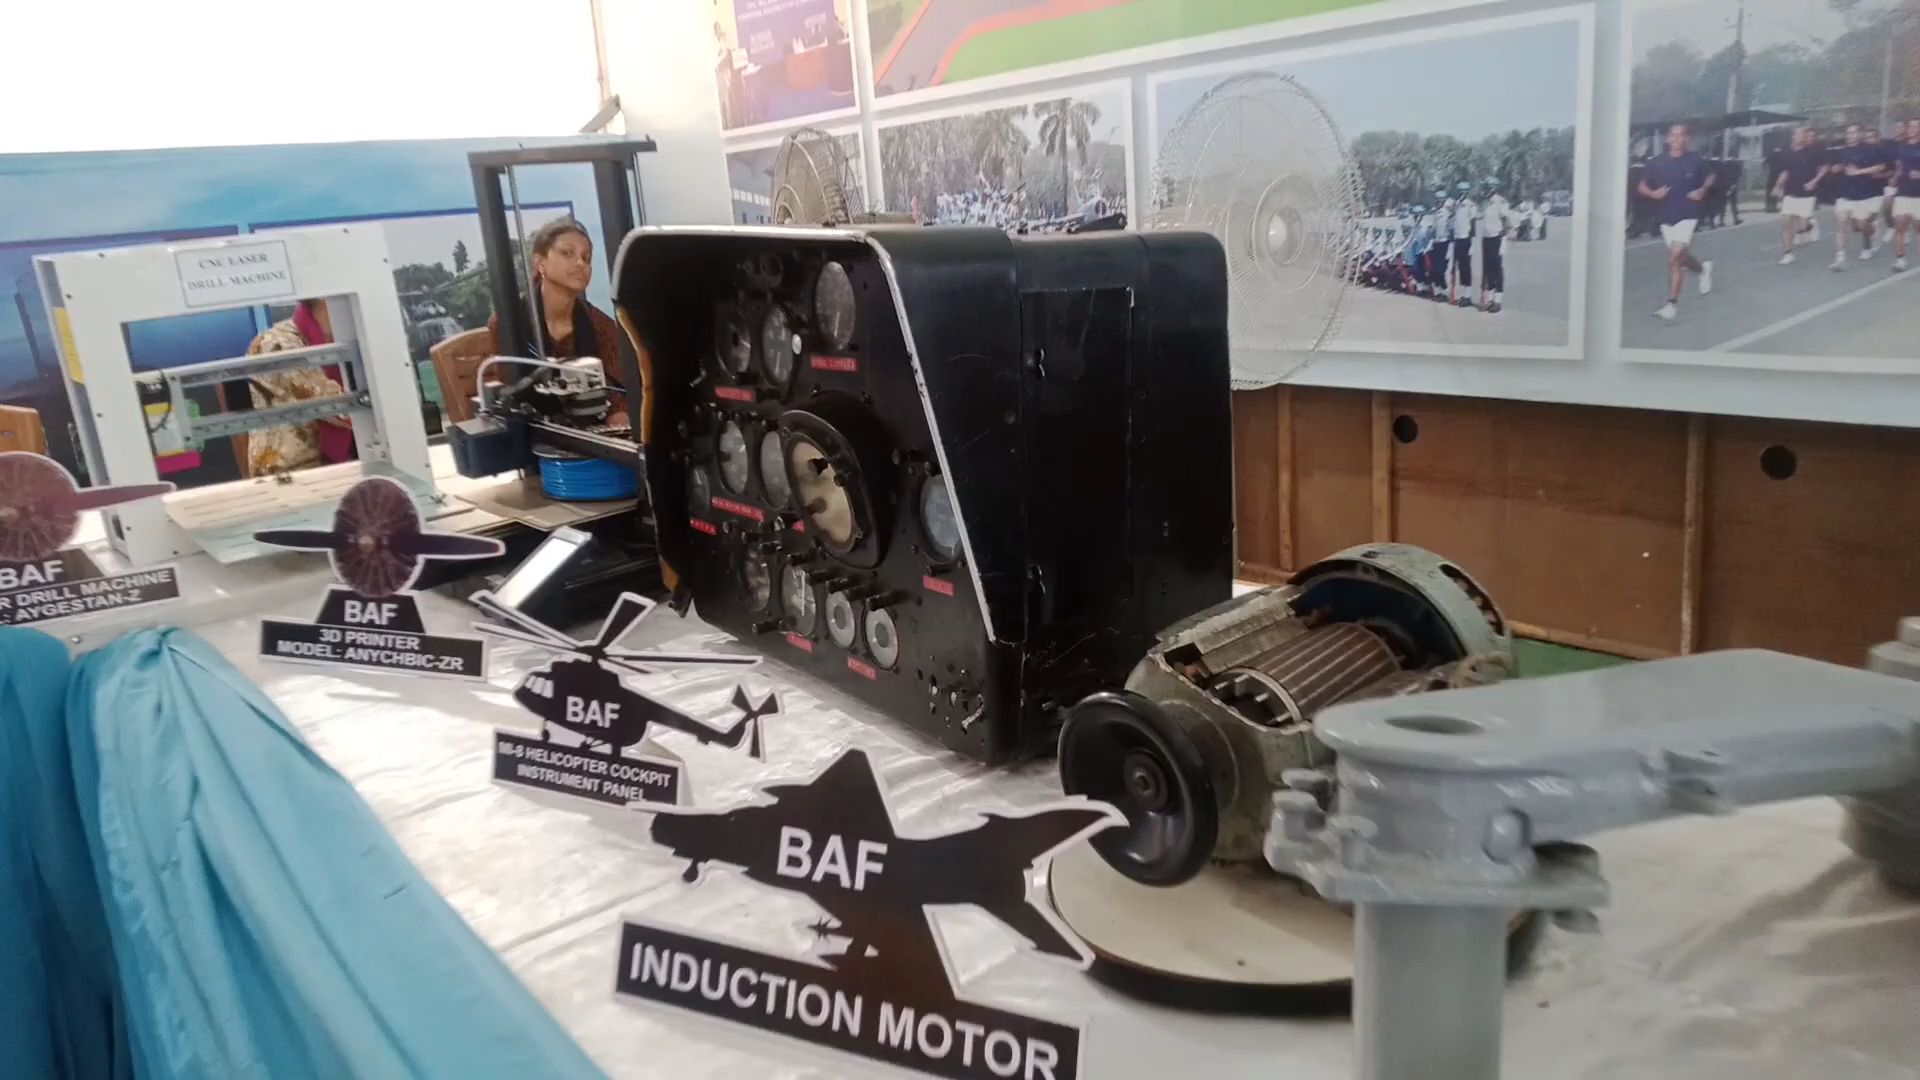 CNC LASER
DRILL MACHINE
BAF
R DRILL MACHINE
: AYGESTAN-Z
BAF
3D PRINTER
MODEL: ANYCHBIC-ZR
BAF
MI-8 HELICOPTER COCKPIT
INSTRUMENT PANEL
BAF
INDUCTION MOTOR